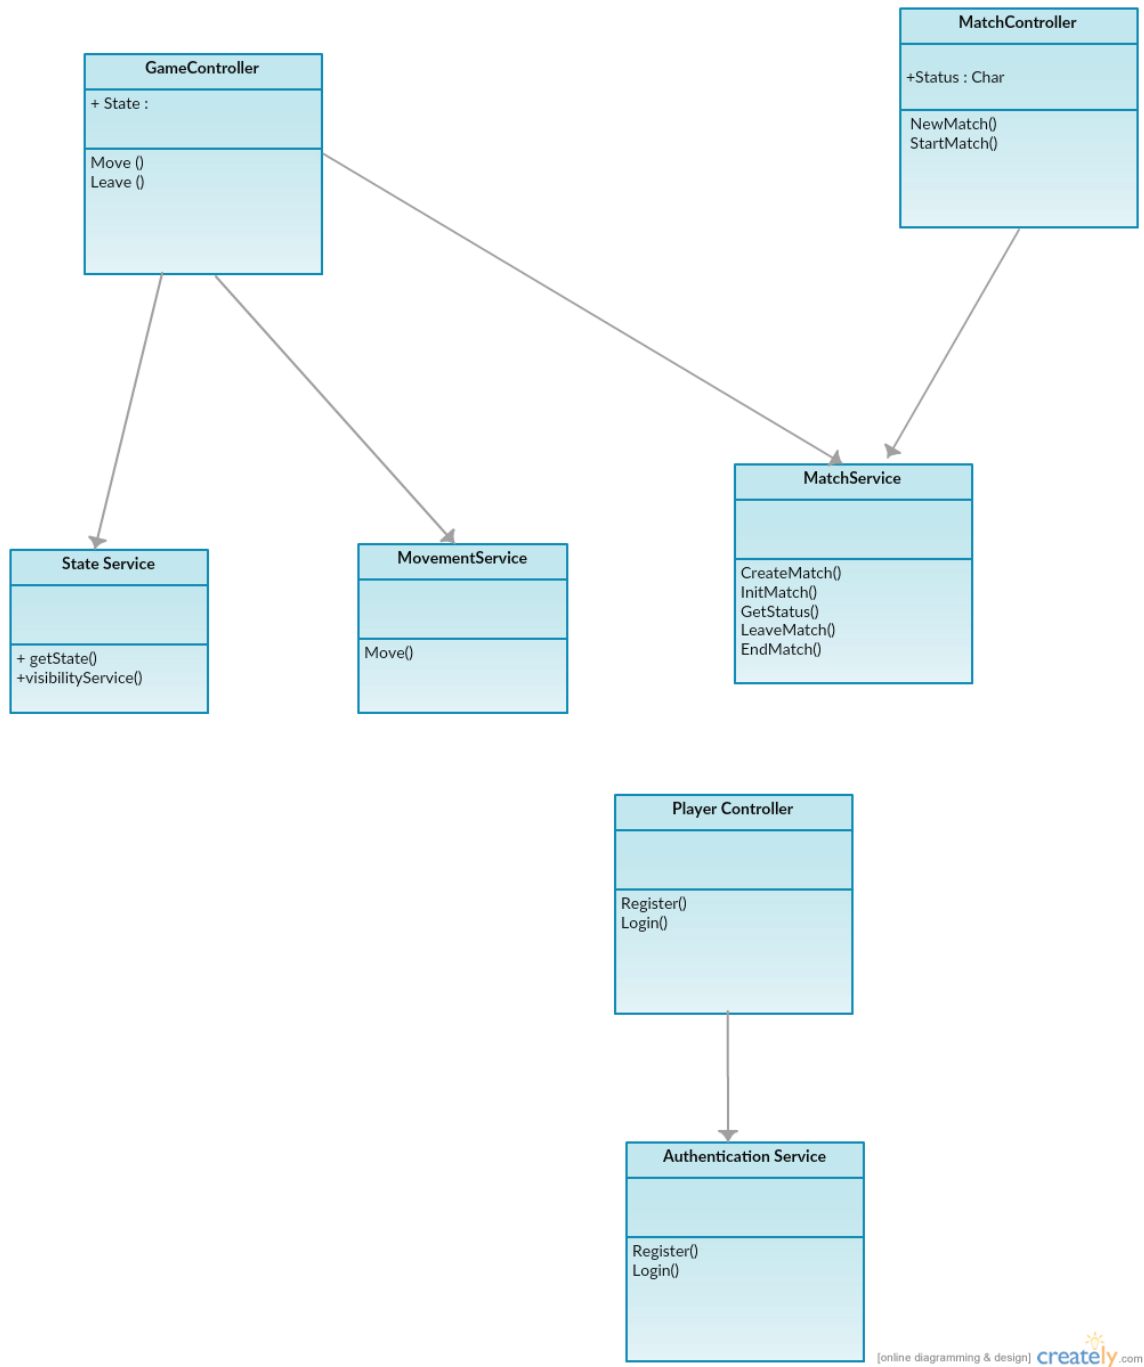 MatchController
+Status : Char
NewMatch()
StartMatch()
GameController
+ State :
Move ()
Leave ()
MatchService
CreateMatch()
InitMatch()
GetStatus()
LeaveMatch()
EndMatch()
State Service
+ getState()
+visibilityService()
MovementService
Move()
Player Controller
Register()
Login()
Authentication Service
Register()
Login()
[online diagramming & design] creately.com